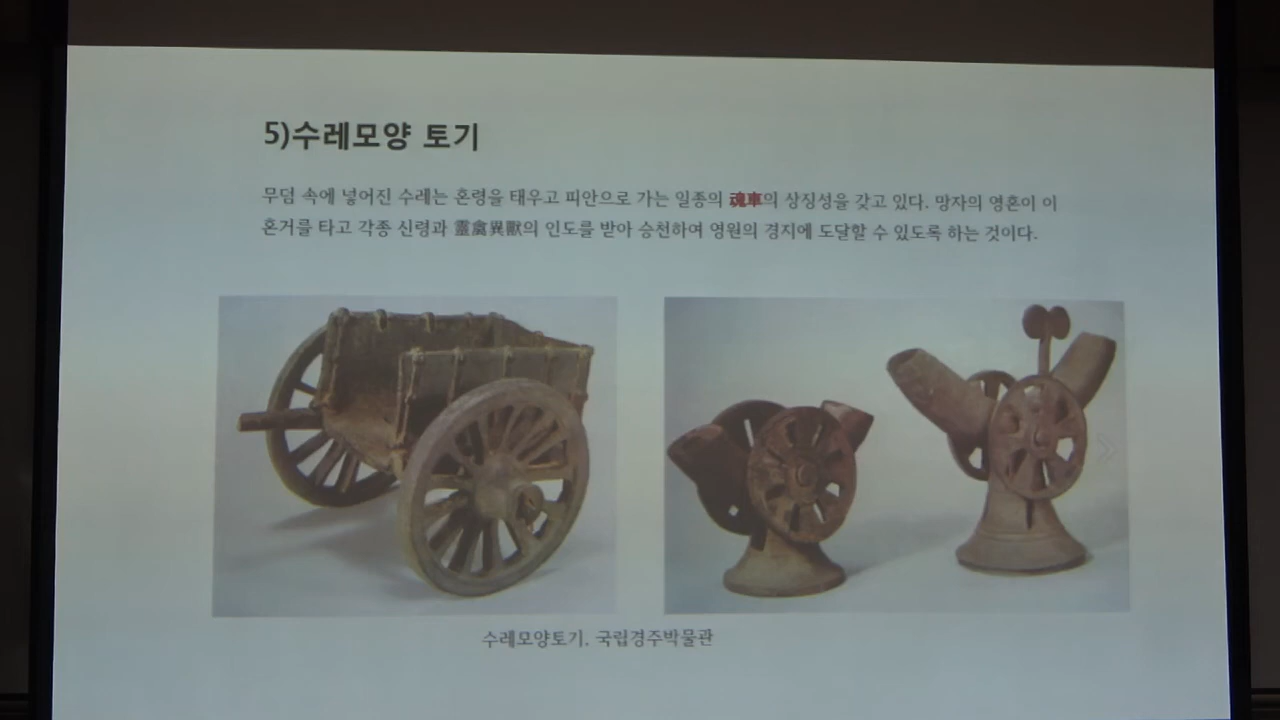 5)수레모양 토기
무덤 속에 넣어진 수레는 혼령을 태우고 피안으로 가는 일종의 魂車의 상징성을 갖고 있다. 망자의 영혼이 이
혼거를 타고 각종 신령과 靈禽異獸의 인도를 받아 승천하여 영원의 경지에 도달할 수 있도록 하는 것이다.
수레모양토기. 국립경주박물관